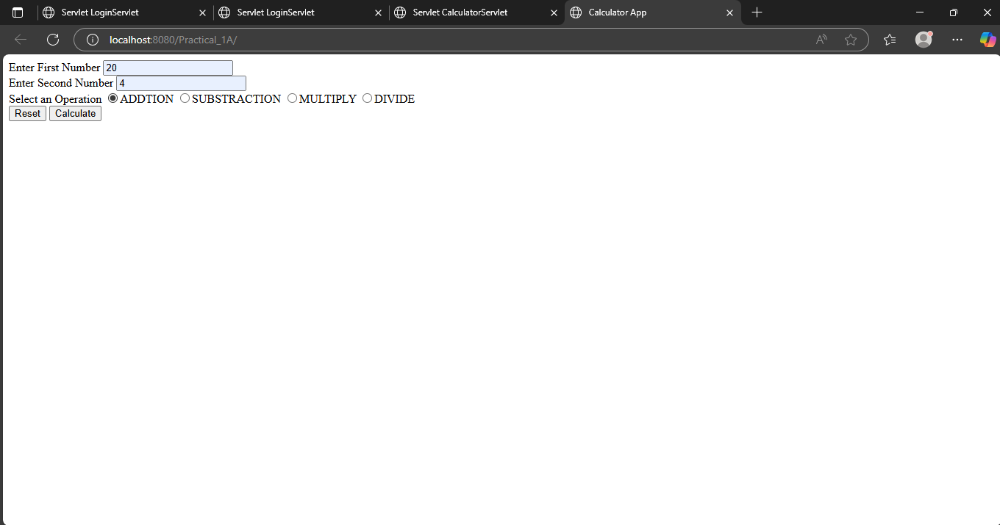 Servlet LoginServlet Servlet LoginServlet Servlet CalculatorServlet Calculator App
localhost:8080/Practical_1A/
Enter First Number 20
Enter Second Number 4
Select an Operation ADDTION SUBSTRACTION MULTIPLY DIVIDE
Reset Calculate